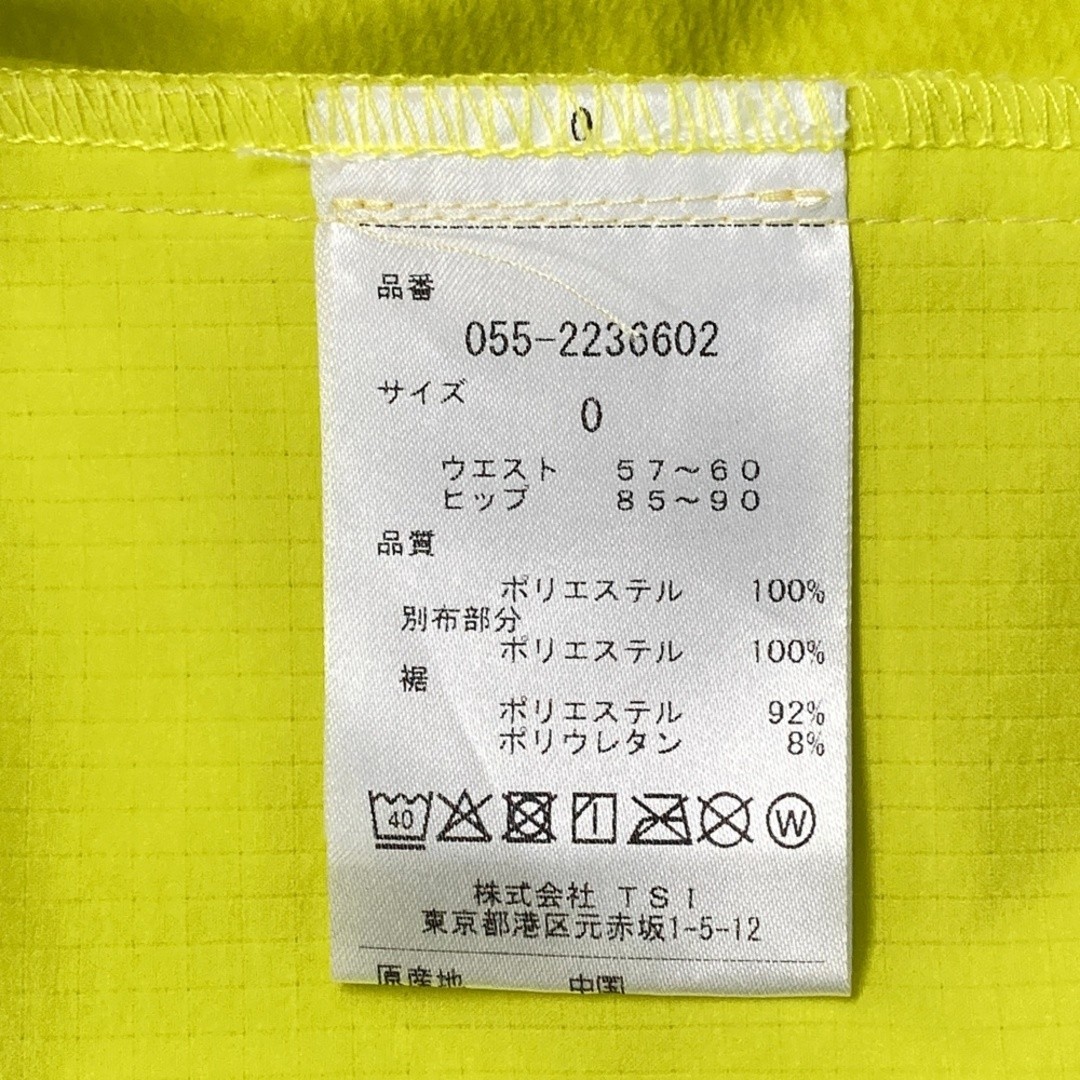 0
品番
055-2236602
サイズ
0
ウエスト 57~60
ヒップ 85~90
品質
ポリエステル 100%
別布部分
ポリエステル 100%
裾
ポリエステル 92%
ポリウレタン 8%
40 W
株式会社 TSI
東京都港区元赤坂1-5-12
原産地 中国